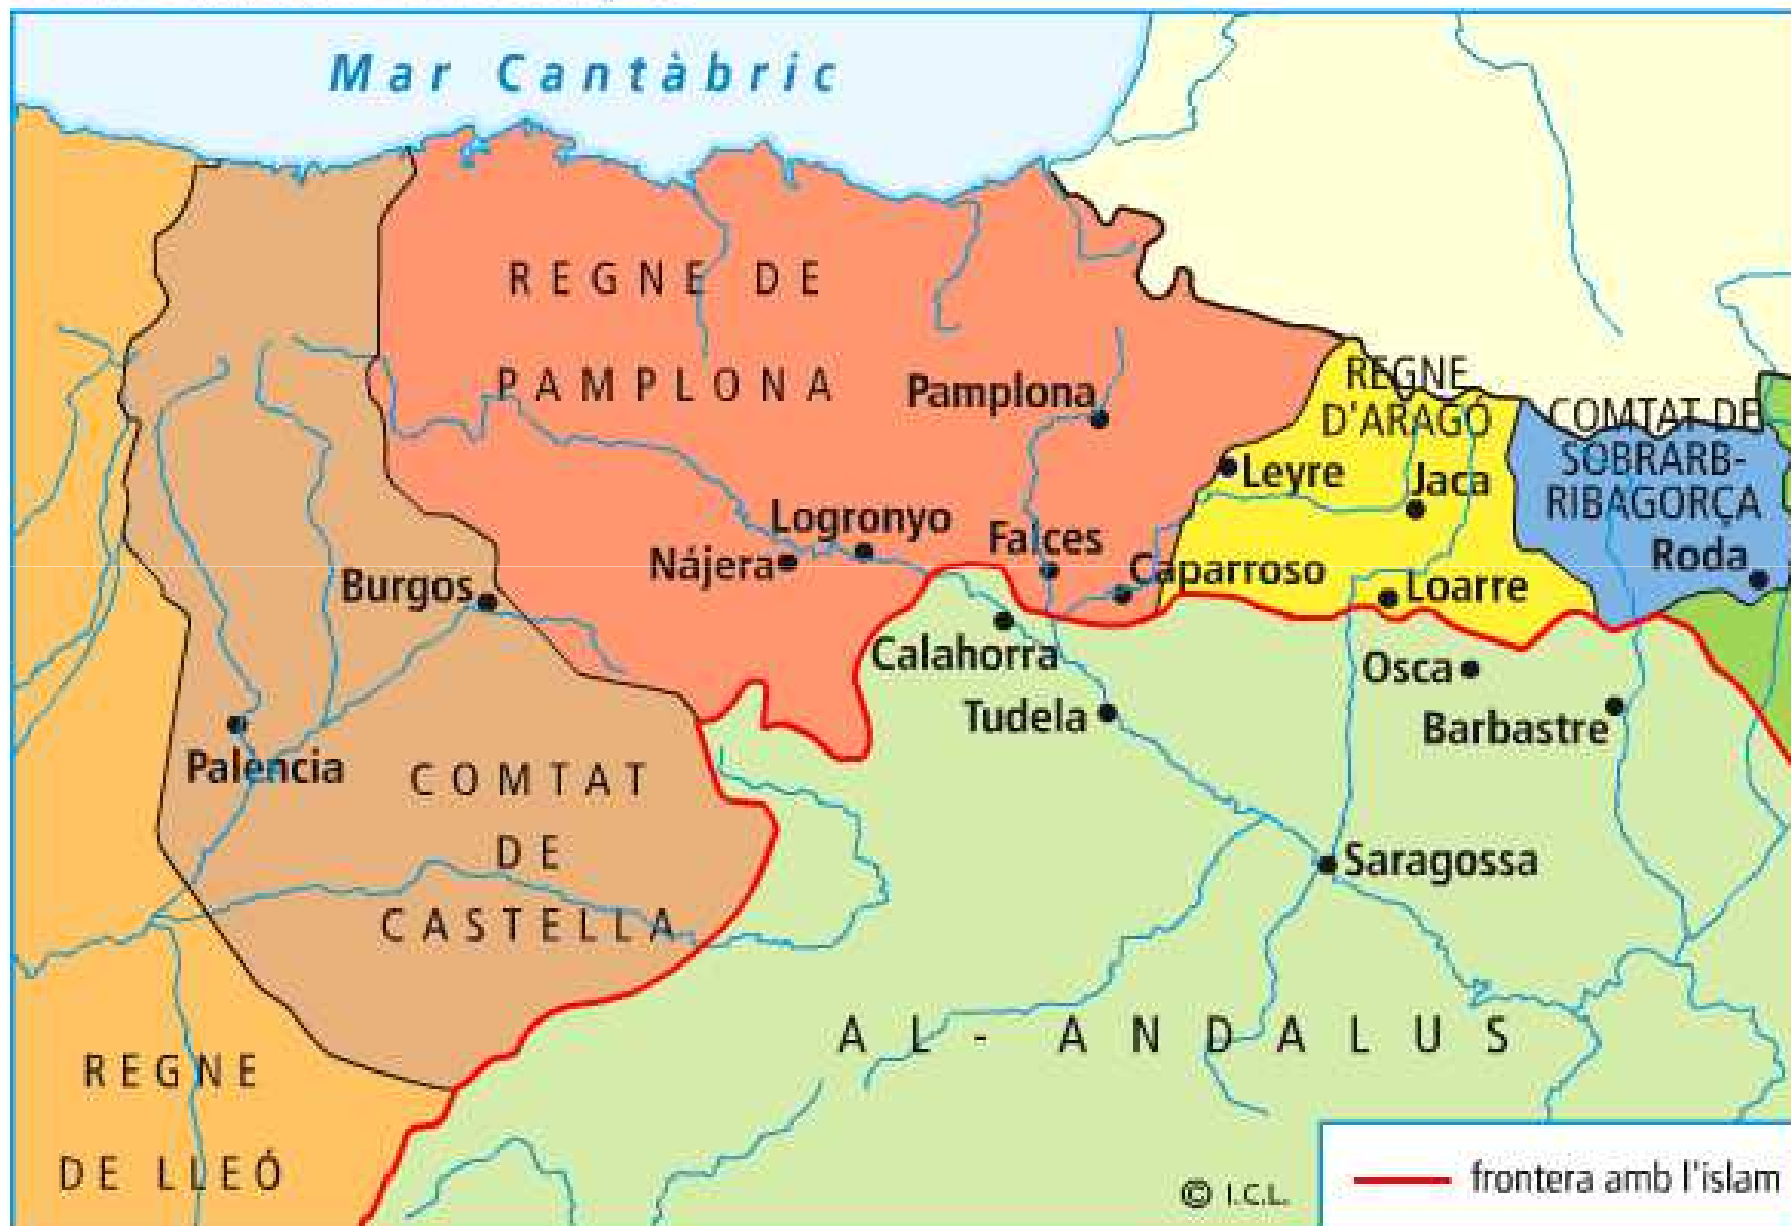 Mar Cantàbric
REGNE DE
PAMPLONA
Pamplona
REGNE
D'ARAGÓ
COMTAT DE
SOBRARB-
RIBAGORÇA
Leyre
Jaca
Logronyo
Falces
Nájera
Caparroso
Roda
Burgos
Loarre
Calahorra
Osca
Tudela
Barbastre
Palencia
COMTAT
DE
CASTELLA
Saragossa
AL-ANDALUS
REGNE
DE LLEÓ
© I.C.L.
frontera amb l'islam